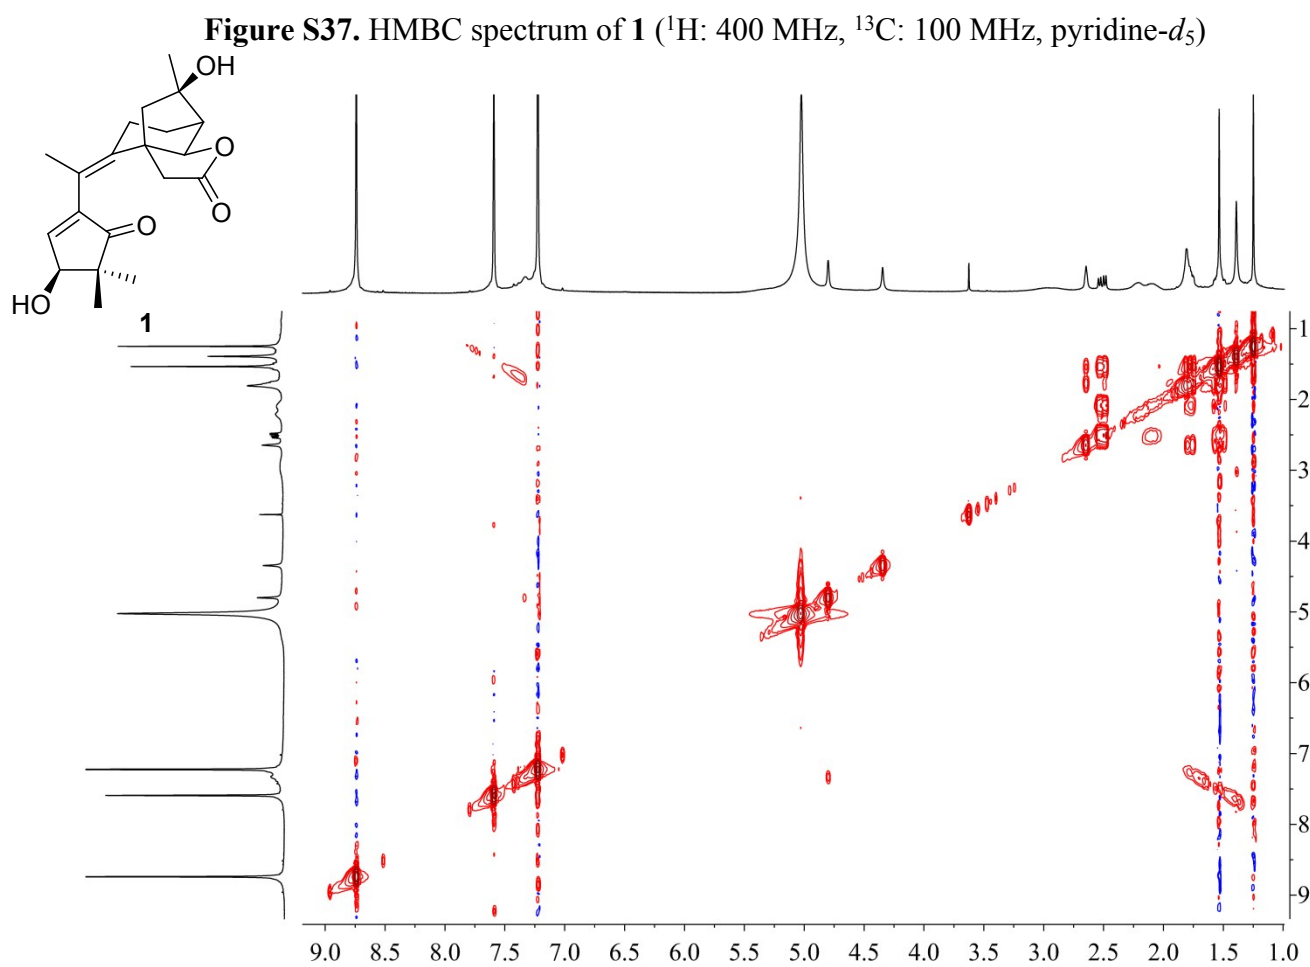 Figure S37. HMBC spectrum of 1 (¹H: 400 MHz, ¹³C: 100 MHz, pyridine-d₅)
OH
O
O
O
HO
1
1
2
3
4
5
6
7
8
9
9.0 8.5 8.0 7.5 7.0 6.5 6.0 5.5 5.0 4.5 4.0 3.5 3.0 2.5 2.0 1.5 1.0